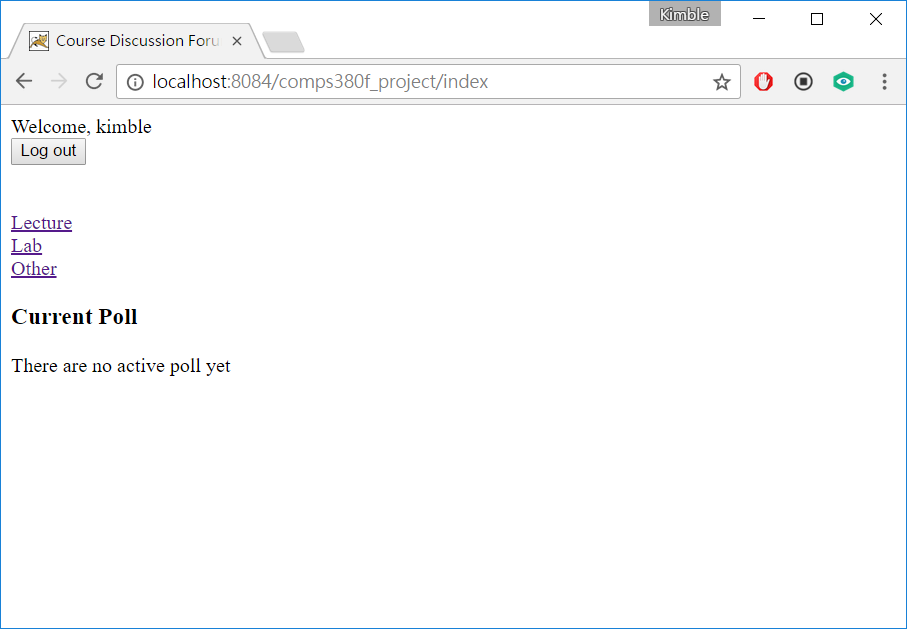 Kimble
Course Discussion Foru
localhost:8084/comps380f_project/index
Welcome, kimble
Log out
Lecture
Lab
Other
Current Poll
There are no active poll yet